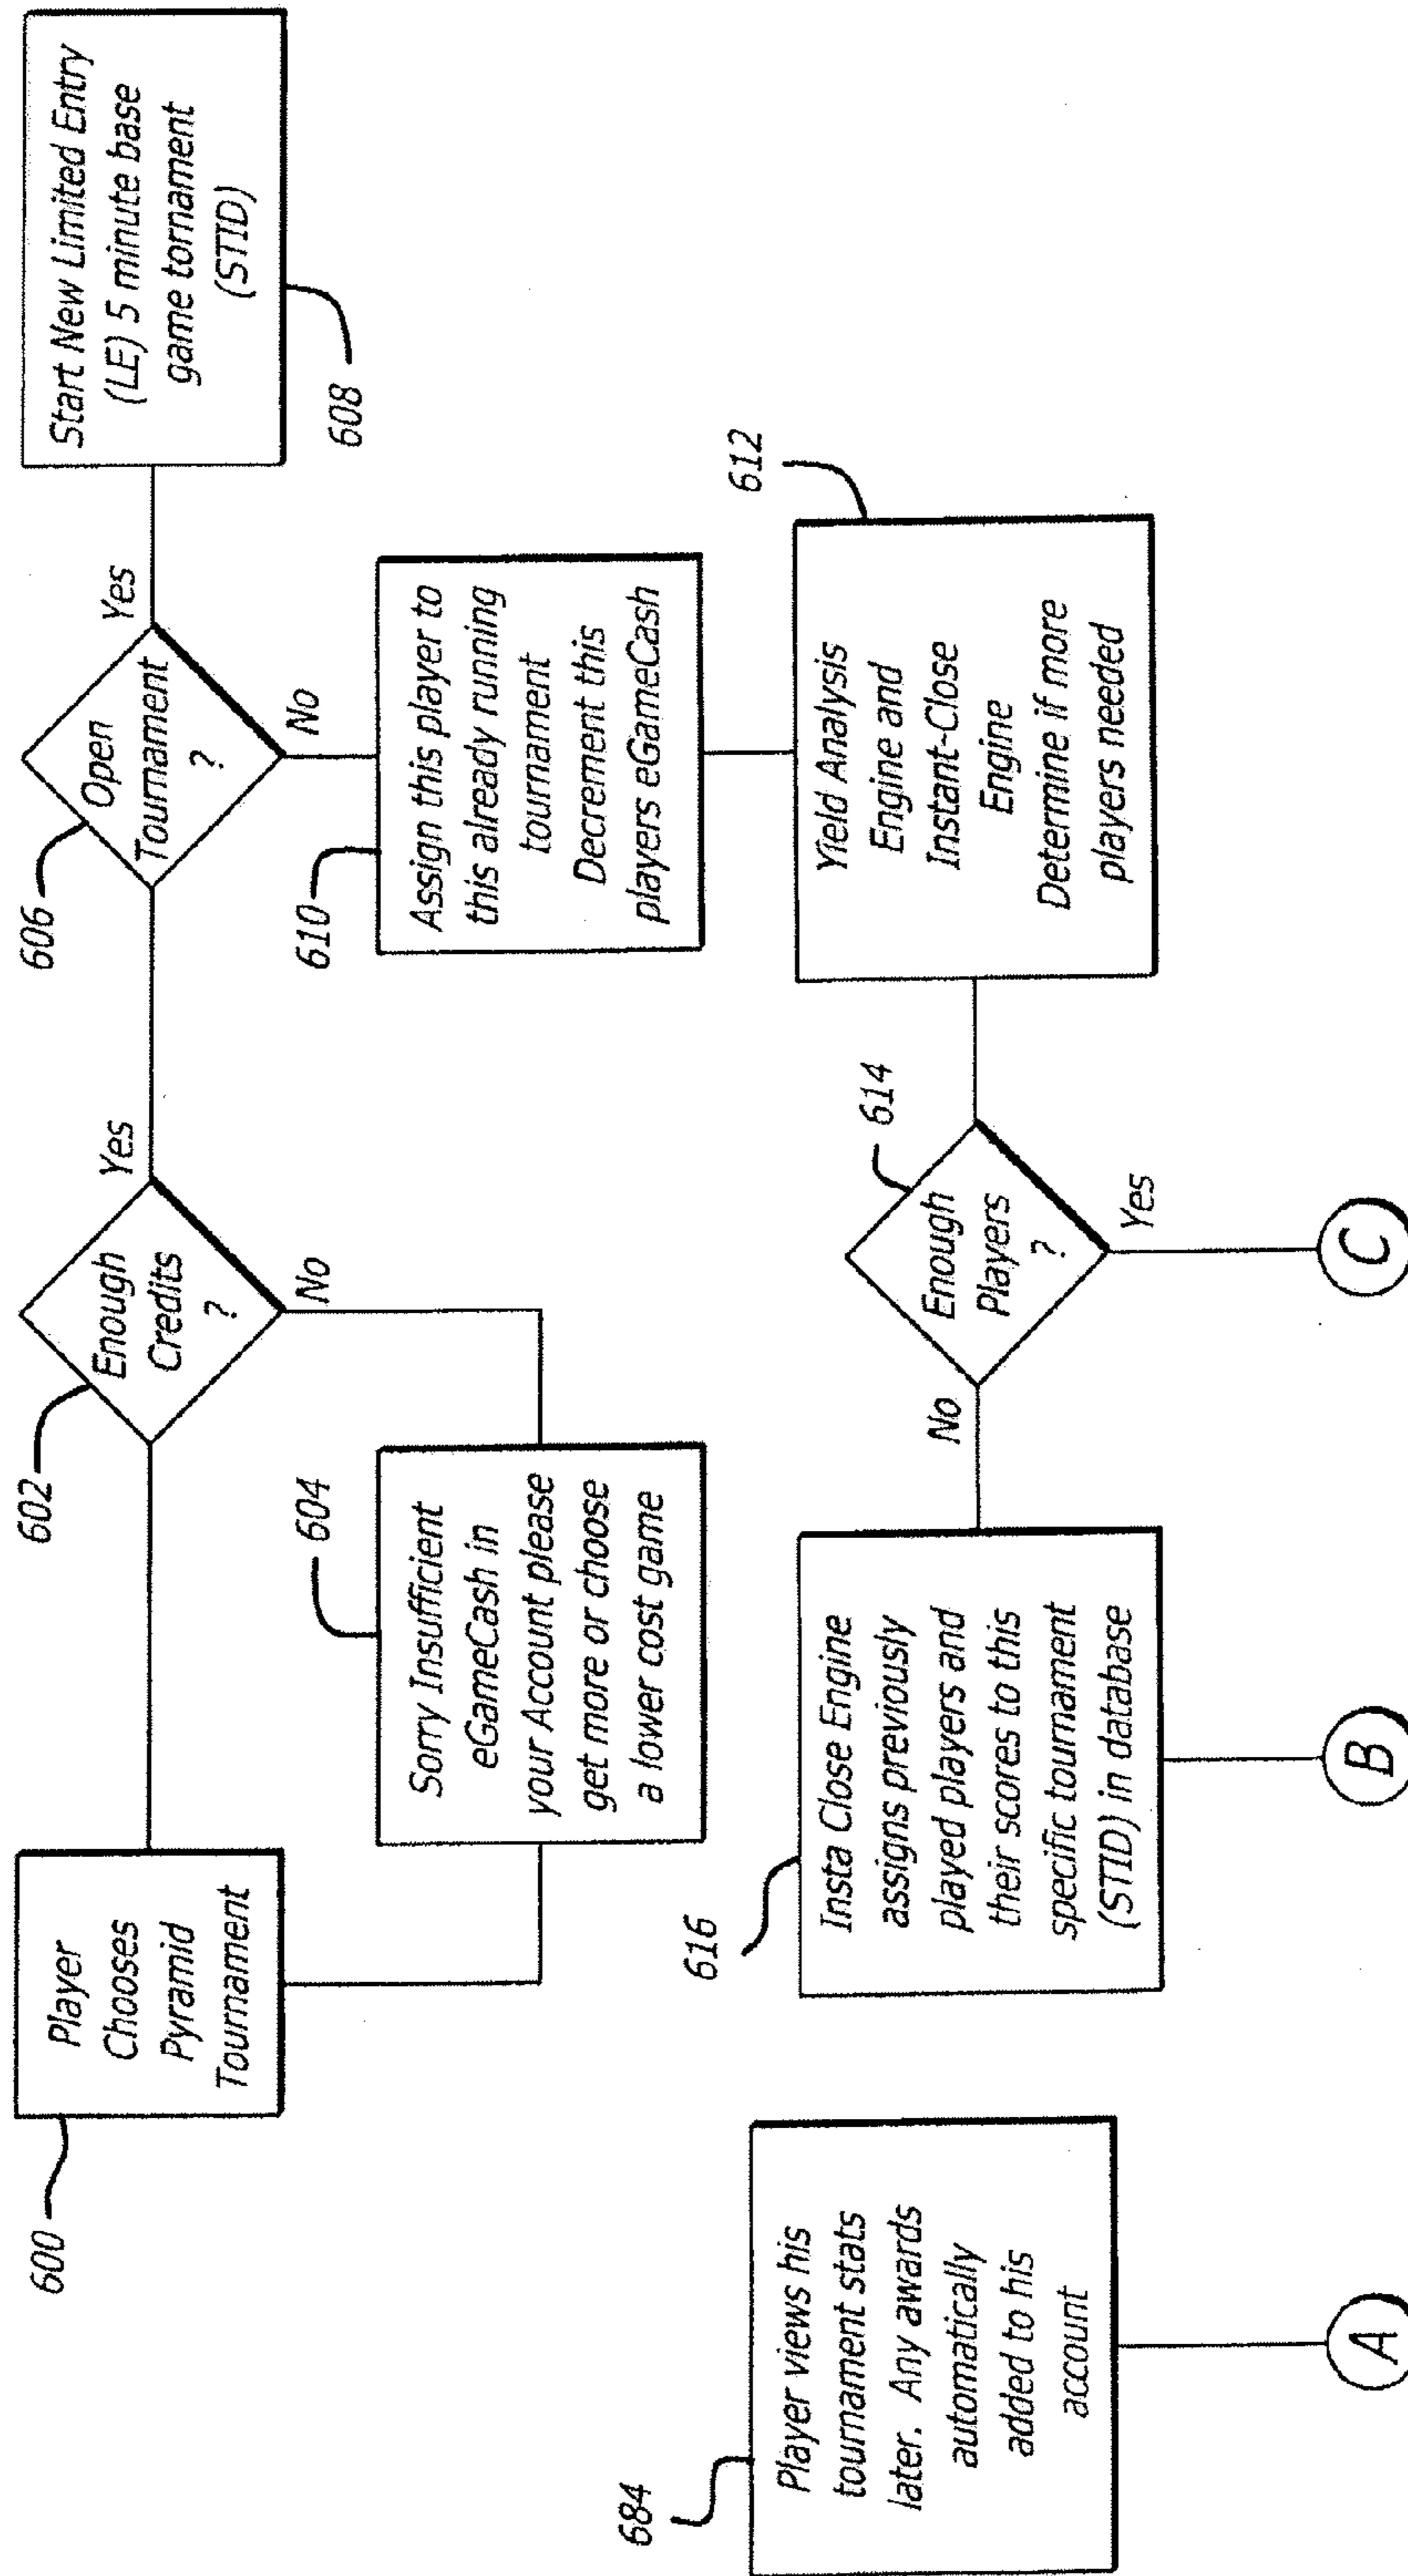 600
Player
Chooses
Pyramid
Tournament
602
Enough
Credits
?
Yes
No
604
Sorry Insufficient
eGameCash in
your Account please
get more or choose
a lower cost game
606
Open
Tournament
?
Yes
No
Start New Limited Entry
(LE) 5 minute base
game tornament
(STID)
608
610
Assign this player to
this already running
tournament
Decrement this
players eGameCash
612
Yield Analysis
Engine and
Instant-Close
Engine
Determine if more
players needed
614
Enough
Players
?
No
Yes
616
Insta Close Engine
assigns previously
played players and
their scores to this
specific tournament
(STID) in database
684
Player views his
tournament stats
later. Any awards
automatically
added to his
account
A
B
C